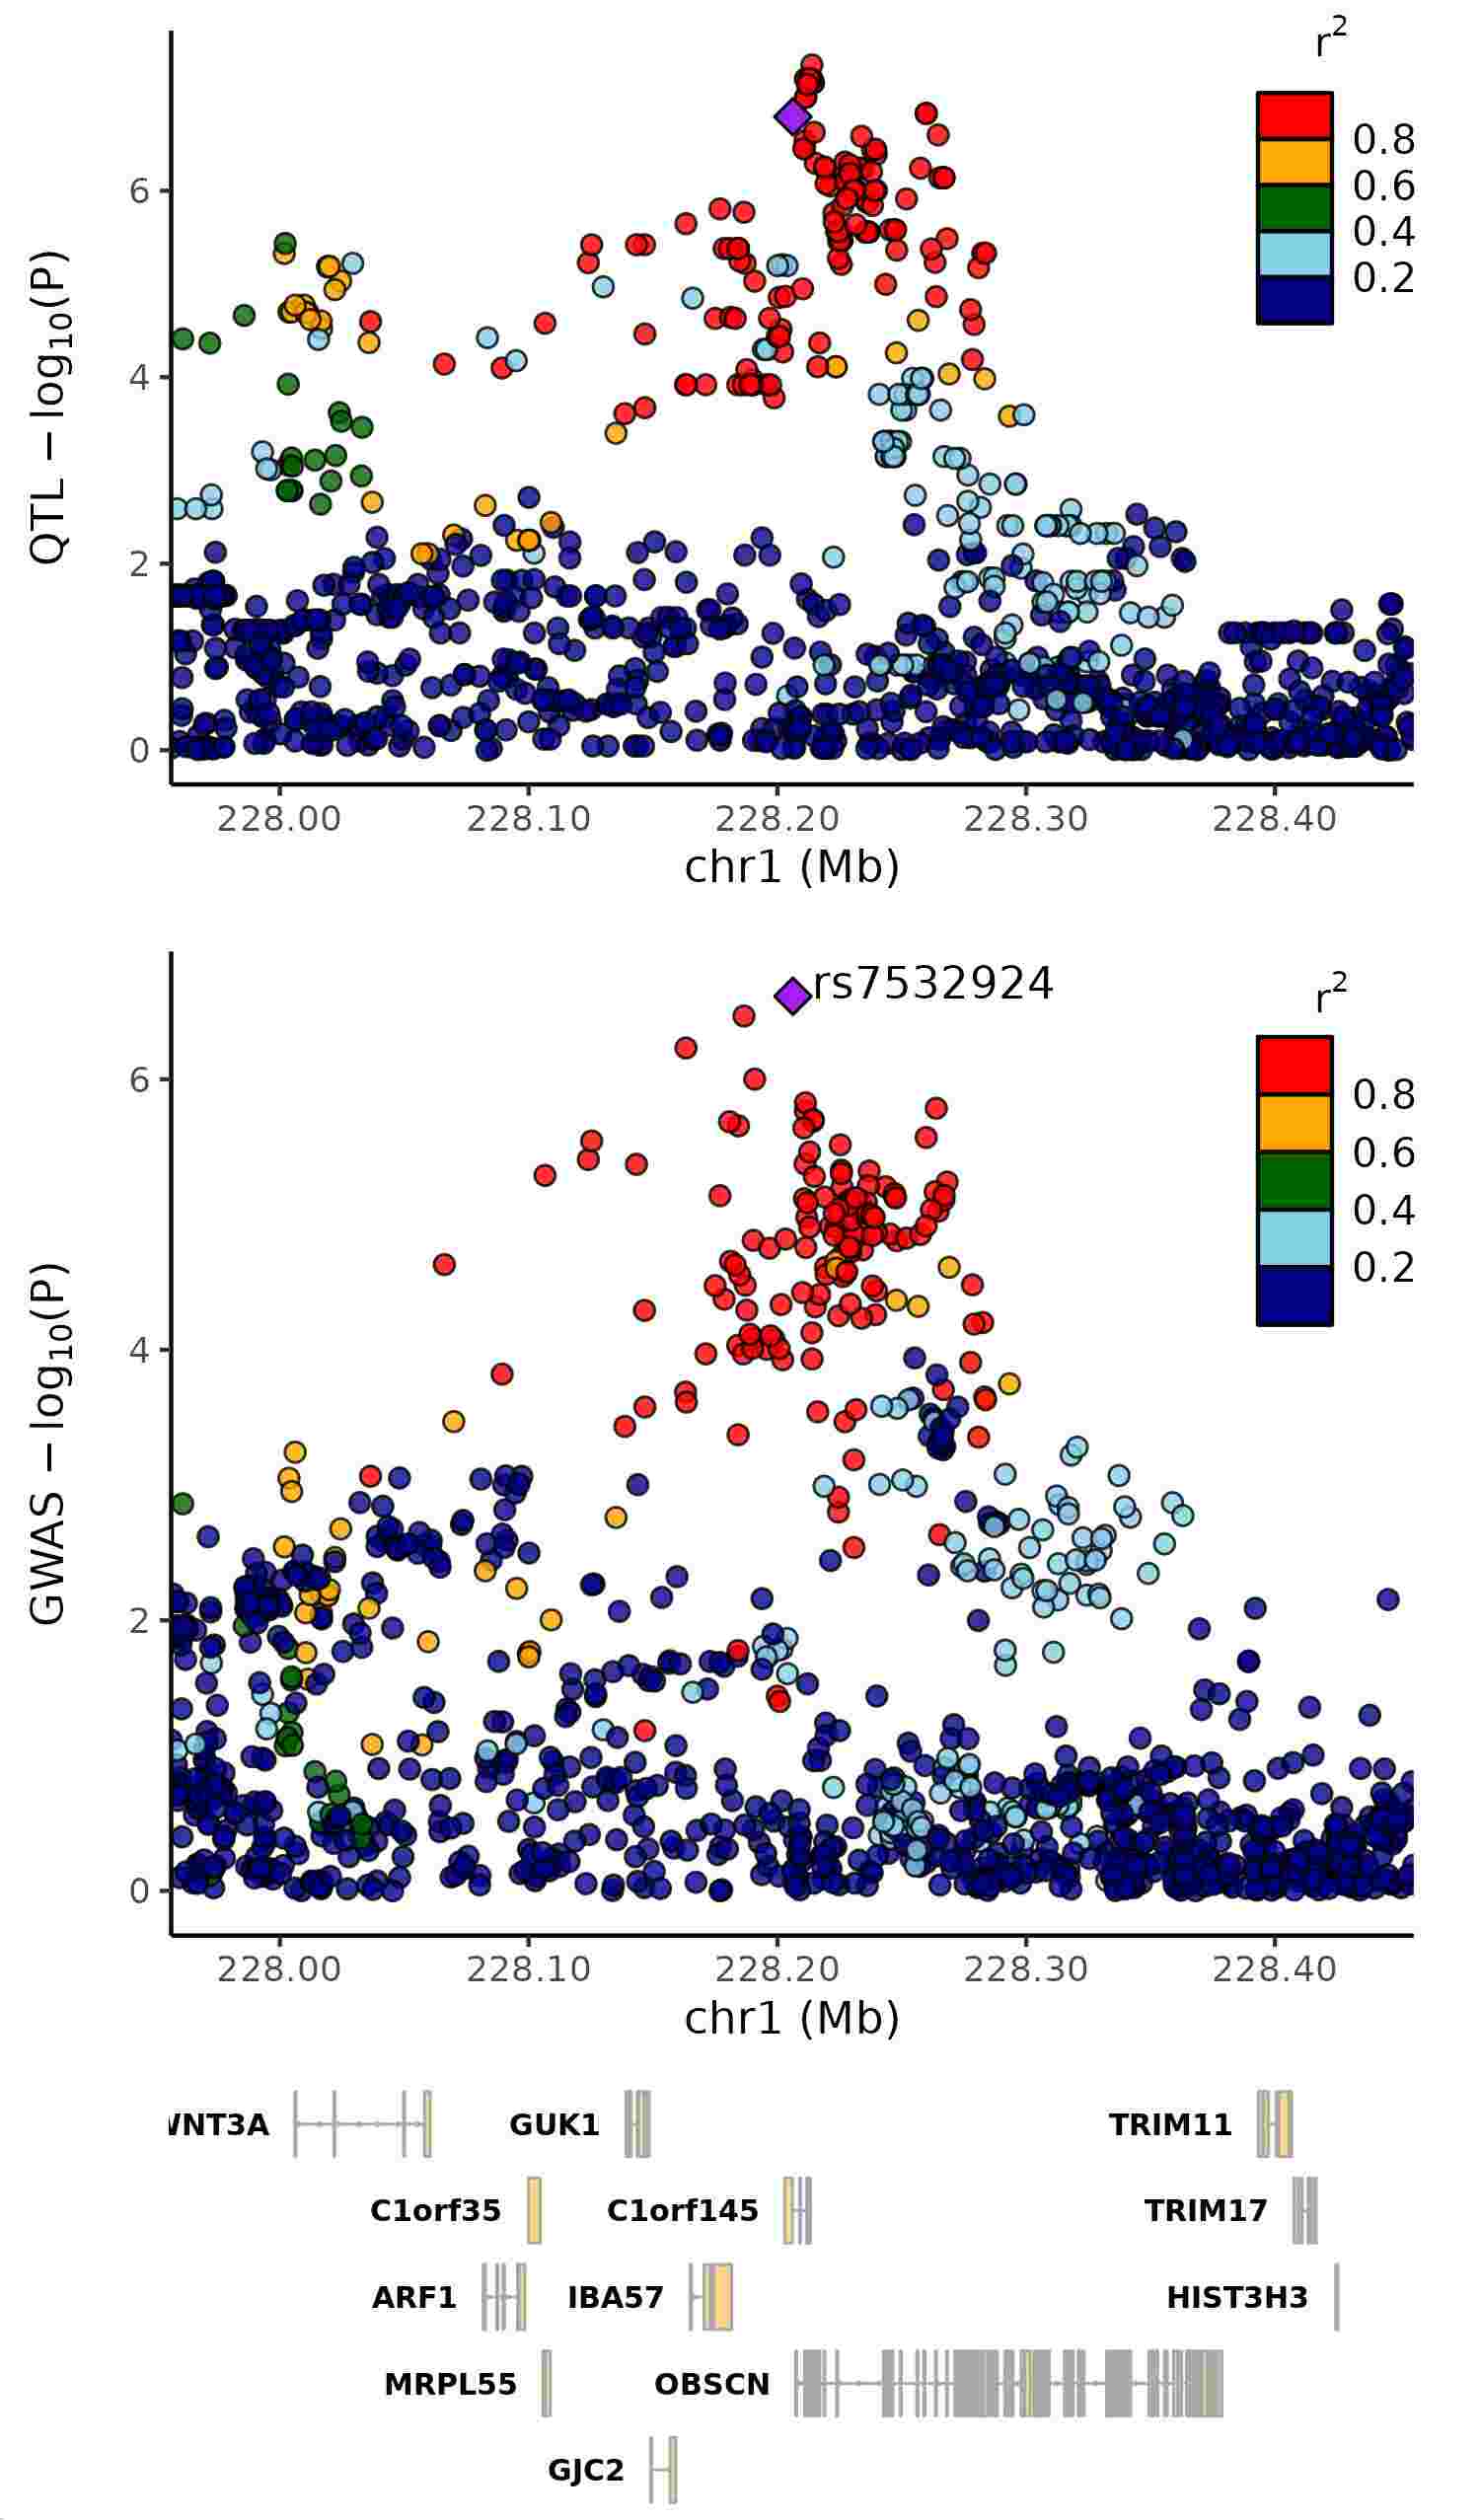 r2
0.8
0.6
0.4
0.2
QTL – log10(P)
6
4
2
0
228.00 228.10 228.20 228.30 228.40
chr1 (Mb)
rs7532924
r2
0.8
0.6
0.4
0.2
GWAS – log10(P)
6
4
2
0
228.00 228.10 228.20 228.30 228.40
chr1 (Mb)
NT3A GUK1 TRIM11
C1orf35 C1orf145 TRIM17
ARF1 IBA57 HIST3H3
MRPL55 OBSCN
GJC2